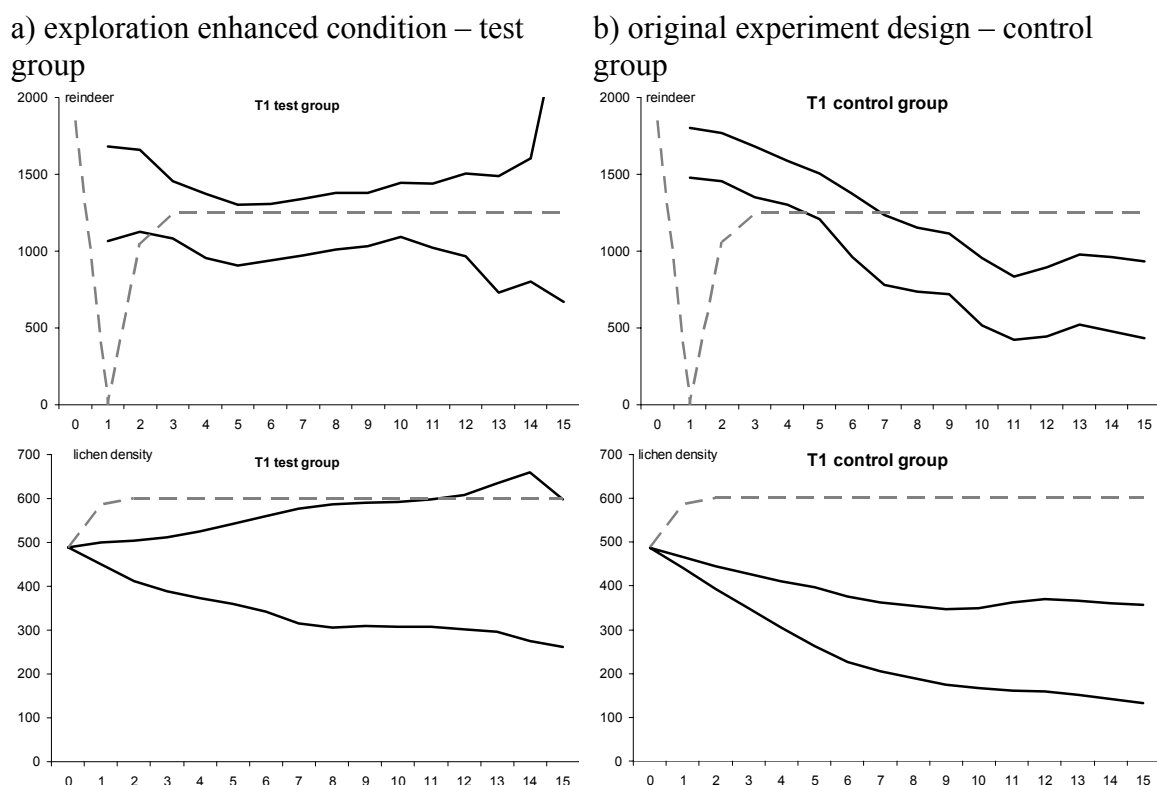 a) exploration enhanced condition – test
group
b) original experiment design – control
group
2000
1500
1000
500
0
reindeer
T1 test group
0 1 2 3 4 5 6 7 8 9 10 11 12 13 14 15
2000
1500
1000
500
0
reindeer
T1 control group
0 1 2 3 4 5 6 7 8 9 10 11 12 13 14 15
700
600
500
400
300
200
100
0
lichen density
T1 test group
0 1 2 3 4 5 6 7 8 9 10 11 12 13 14 15
700
600
500
400
300
200
100
0
lichen density
T1 control group
0 1 2 3 4 5 6 7 8 9 10 11 12 13 14 15